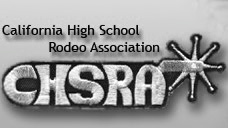 California High School
Rodeo Association
CHSRA